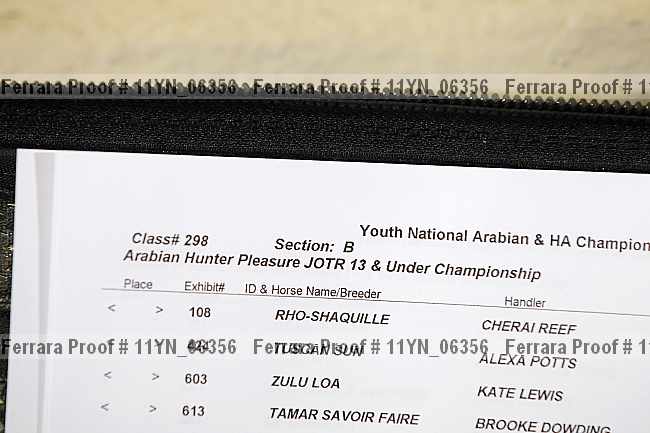 Ferrara Proof # 11YN_06356 Ferrara Proof # 11YN_06356 Ferrara Proof # 1
Youth National Arabian & HA Champion
Class# 298 Section: B
Arabian Hunter Pleasure JOTR 13 & Under Championship
Place Exhibit# ID & Horse Name/Breeder Handler
< > 108 RHO-SHAQUILLE CHERAI REEF
Ferrara Proof # 11YN_06356 Ferrara Proof # 11YN_06356 Ferrara Proof # 1
TUSCAN SUN ALEXA POTTS
< > 603 ZULU LOA KATE LEWIS
< > 613 TAMAR SAVOIR FAIRE BROOKE DOWDING